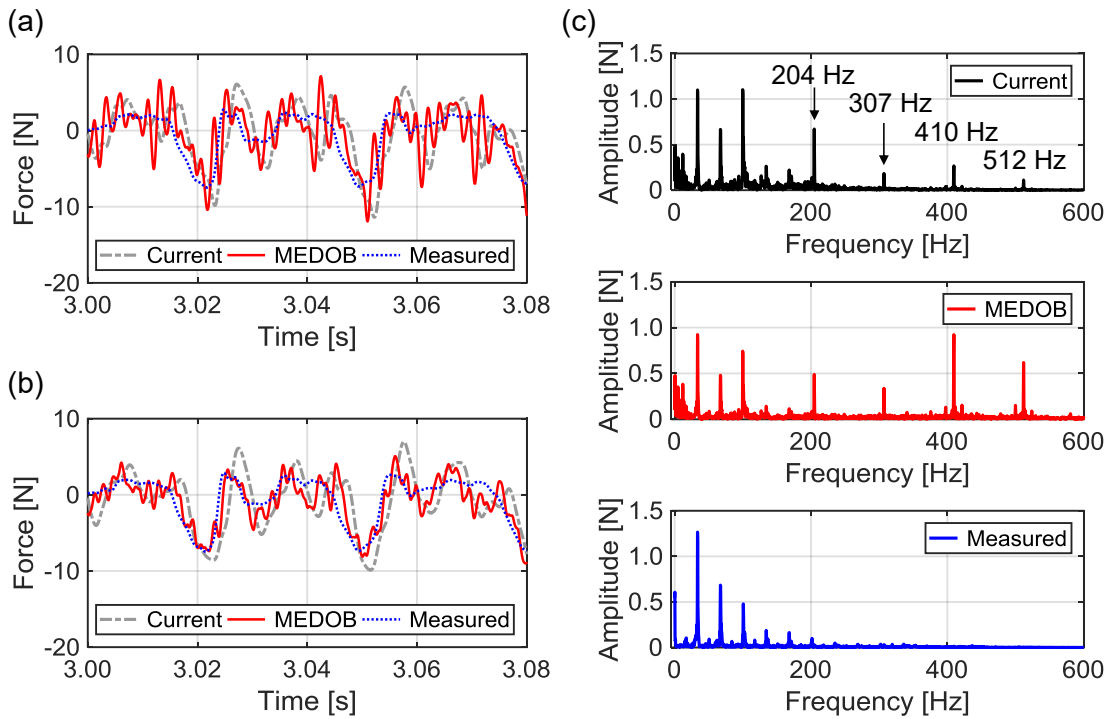 (a)
10
0
-10
-20
Force [N]
Current MEDOB Measured
3.00 3.02 3.04 3.06 3.08
Time [s]
(b)
10
0
-10
-20
Force [N]
Current MEDOB Measured
3.00 3.02 3.04 3.06 3.08
Time [s]
(c)
1.5
1.0
0.5
0
Amplitude [N]
Current
204 Hz
307 Hz
410 Hz
512 Hz
0 200 400 600
Frequency [Hz]
1.5
1.0
0.5
0
Amplitude [N]
MEDOB
0 200 400 600
Frequency [Hz]
1.5
1.0
0.5
0
Amplitude [N]
Measured
0 200 400 600
Frequency [Hz]